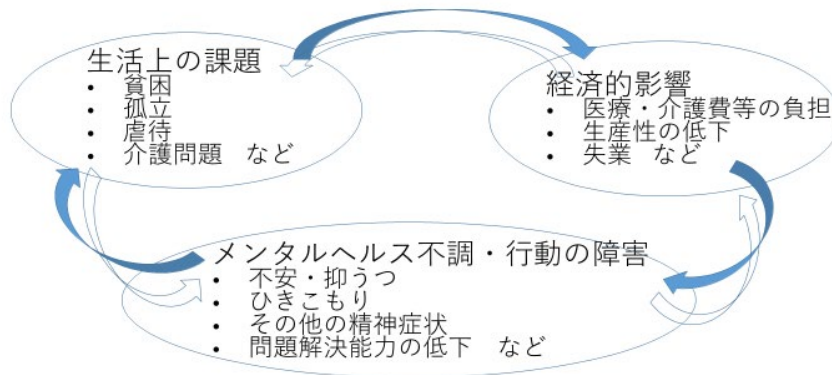 生活上の課題
• 貧困
• 孤立
• 虐待
• 介護問題　など
経済的影響
• 医療・介護費等の負担
• 生産性の低下
• 失業　など
メンタルヘルス不調・行動の障害
• 不安・抑うつ
• ひきこもり
• その他の精神症状
• 問題解決能力の低下　など